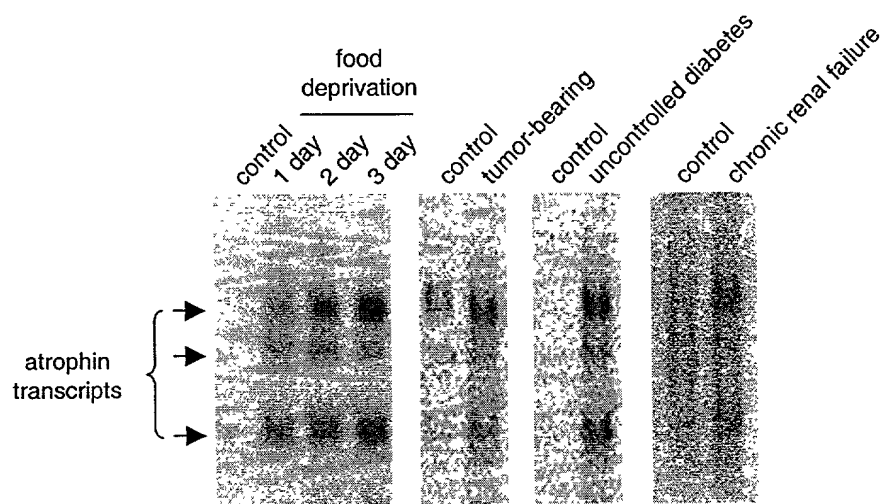 food
deprivation
control
1 day
2 day
3 day
control
tumor-bearing
control
uncontrolled diabetes
control
chronic renal failure
atrophin
transcripts